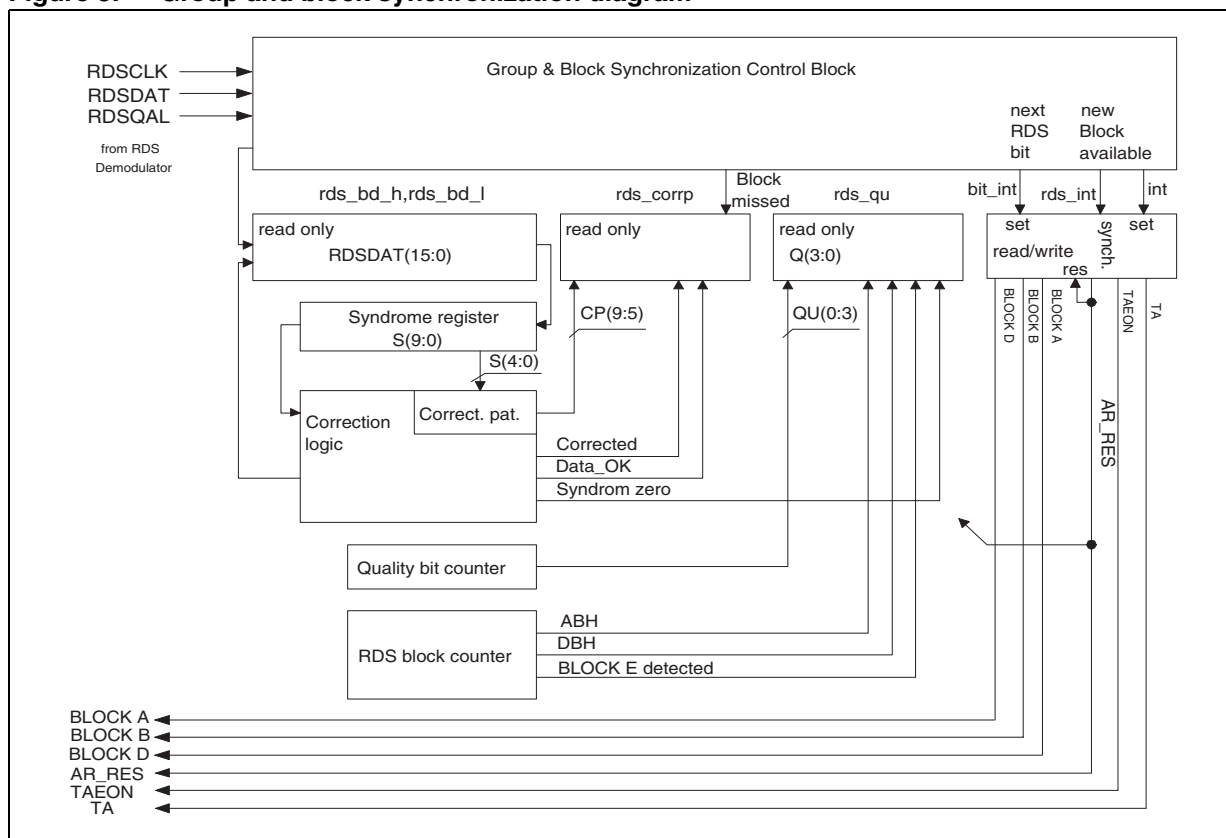 Figure 3. Group and block synchronization diagram
RDSCLK
RDSDAT
RDSQAL
from RDS
Demodulator
Group & Block Synchronization Control Block
next
RDS
bit
new
Block
available
rds_bd_h,rds_bd_l
rds_corrp
Block
missed
rds_qu
bit_int
rds_int
int
read only
RDSDAT(15:0)
read only
read only
Q(3:0)
set
synch.
set
read/write
res
Syndrome register
S(9:0)
CP(9:5)
QU(0:3)
BLOCK D
BLOCK B
BLOCK A
TAEON
TA
S(4:0)
Correction
logic
Correct. pat.
AR_RES
Corrected
Data_OK
Syndrom zero
Quality bit counter
RDS block counter
ABH
DBH
BLOCK E detected
BLOCK A
BLOCK B
BLOCK D
AR_RES
TAEON
TA